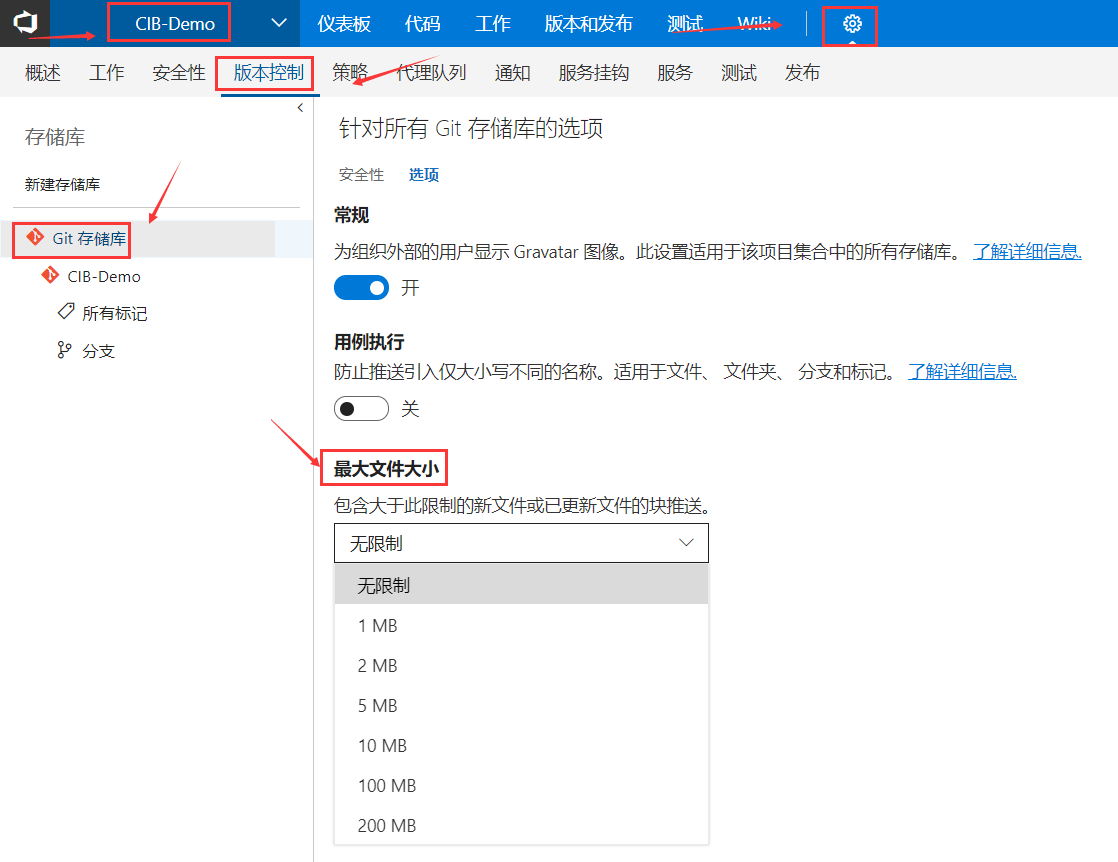 CIB-Demo 仪表板 代码 工作 版本和发布 测试 Wiki
概述 工作 安全性 版本控制 策略 代理队列 通知 服务挂钩 服务 测试 发布
存储库
新建存储库
Git 存储库
CIB-Demo
所有标记
分支
针对所有 Git 存储库的选项
安全性 选项
常规
为组织外部的用户显示 Gravatar 图像。此设置适用于该项目集合中的所有存储库。 了解详细信息.
开
用例执行
防止推送引入仅大小写不同的名称。适用于文件、 文件夹、 分支和标记。 了解详细信息.
关
最大文件大小
包含大于此限制的新文件或已更新文件的块推送。
无限制
无限制
1 MB
2 MB
5 MB
10 MB
100 MB
200 MB